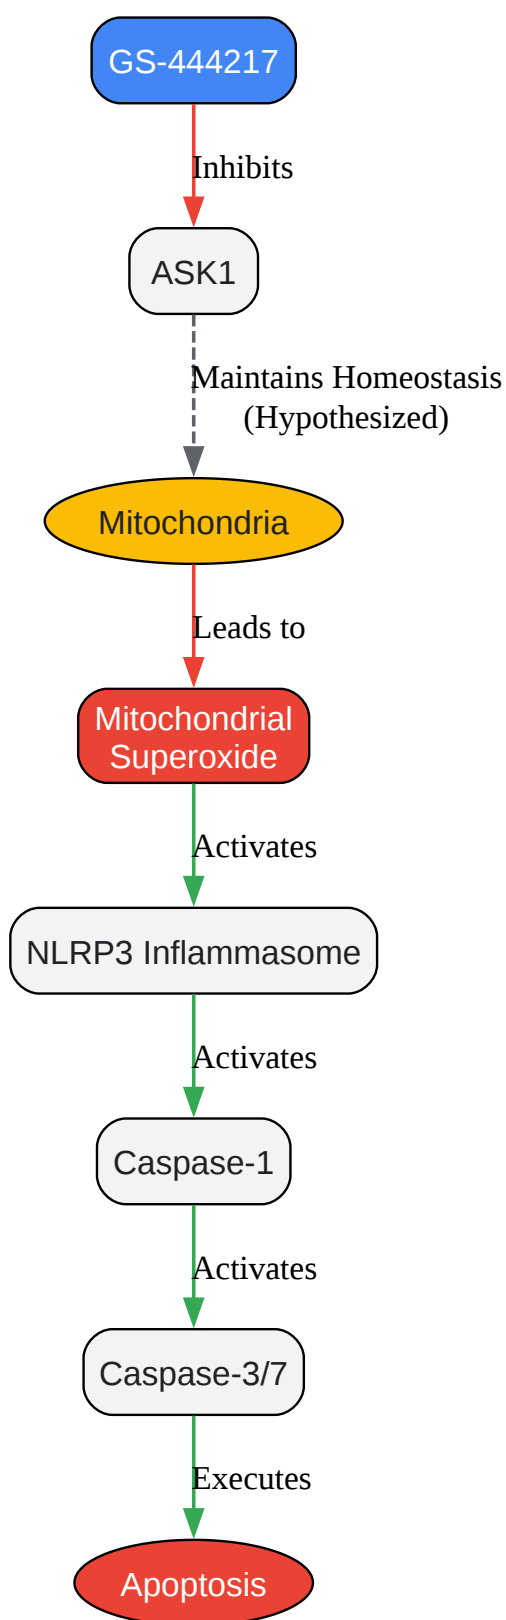 GS-444217
Inhibits
ASK1
Maintains Homeostasis
(Hypothesized)
Mitochondria
Leads to
Mitochondrial
Superoxide
Activates
NLRP3 Inflammasome
Activates
Caspase-1
Activates
Caspase-3/7
Executes
Apoptosis